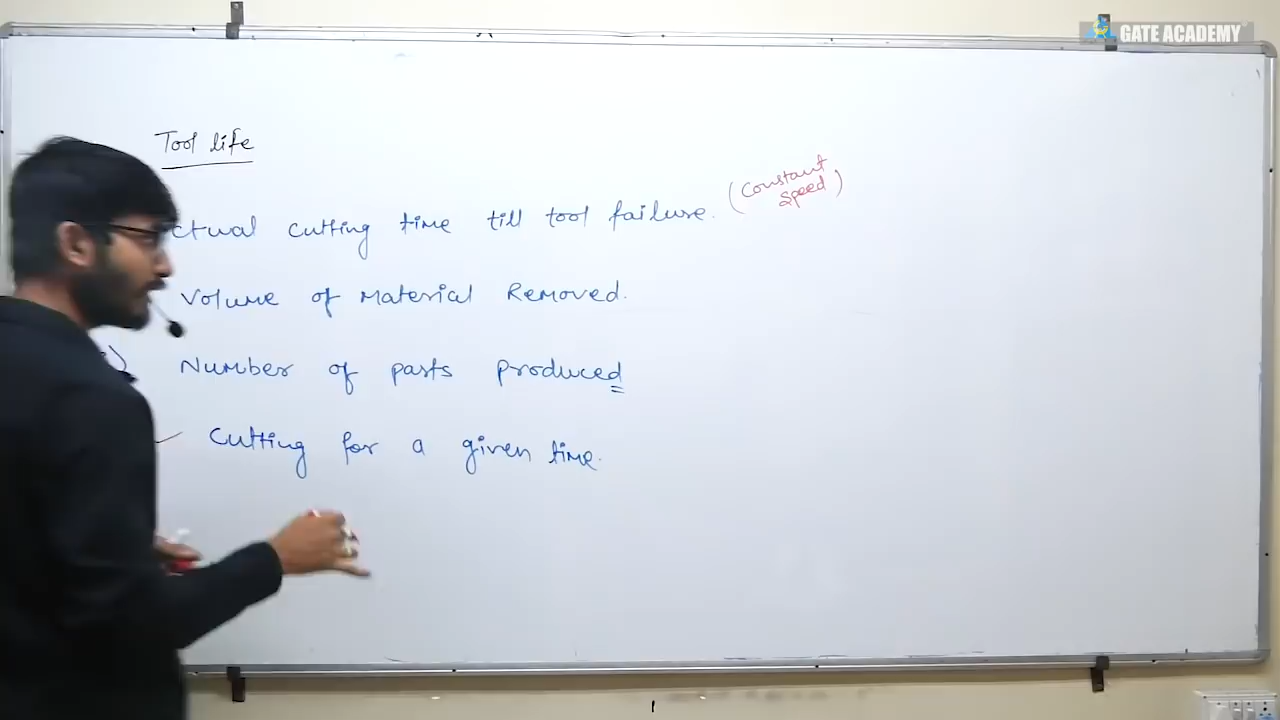 GATE ACADEMY
Tool life
ctual cutting time till tool failure. (Constant
Speed)
Volume of Material Removed.
Number of parts produced
Cutting for a given time.